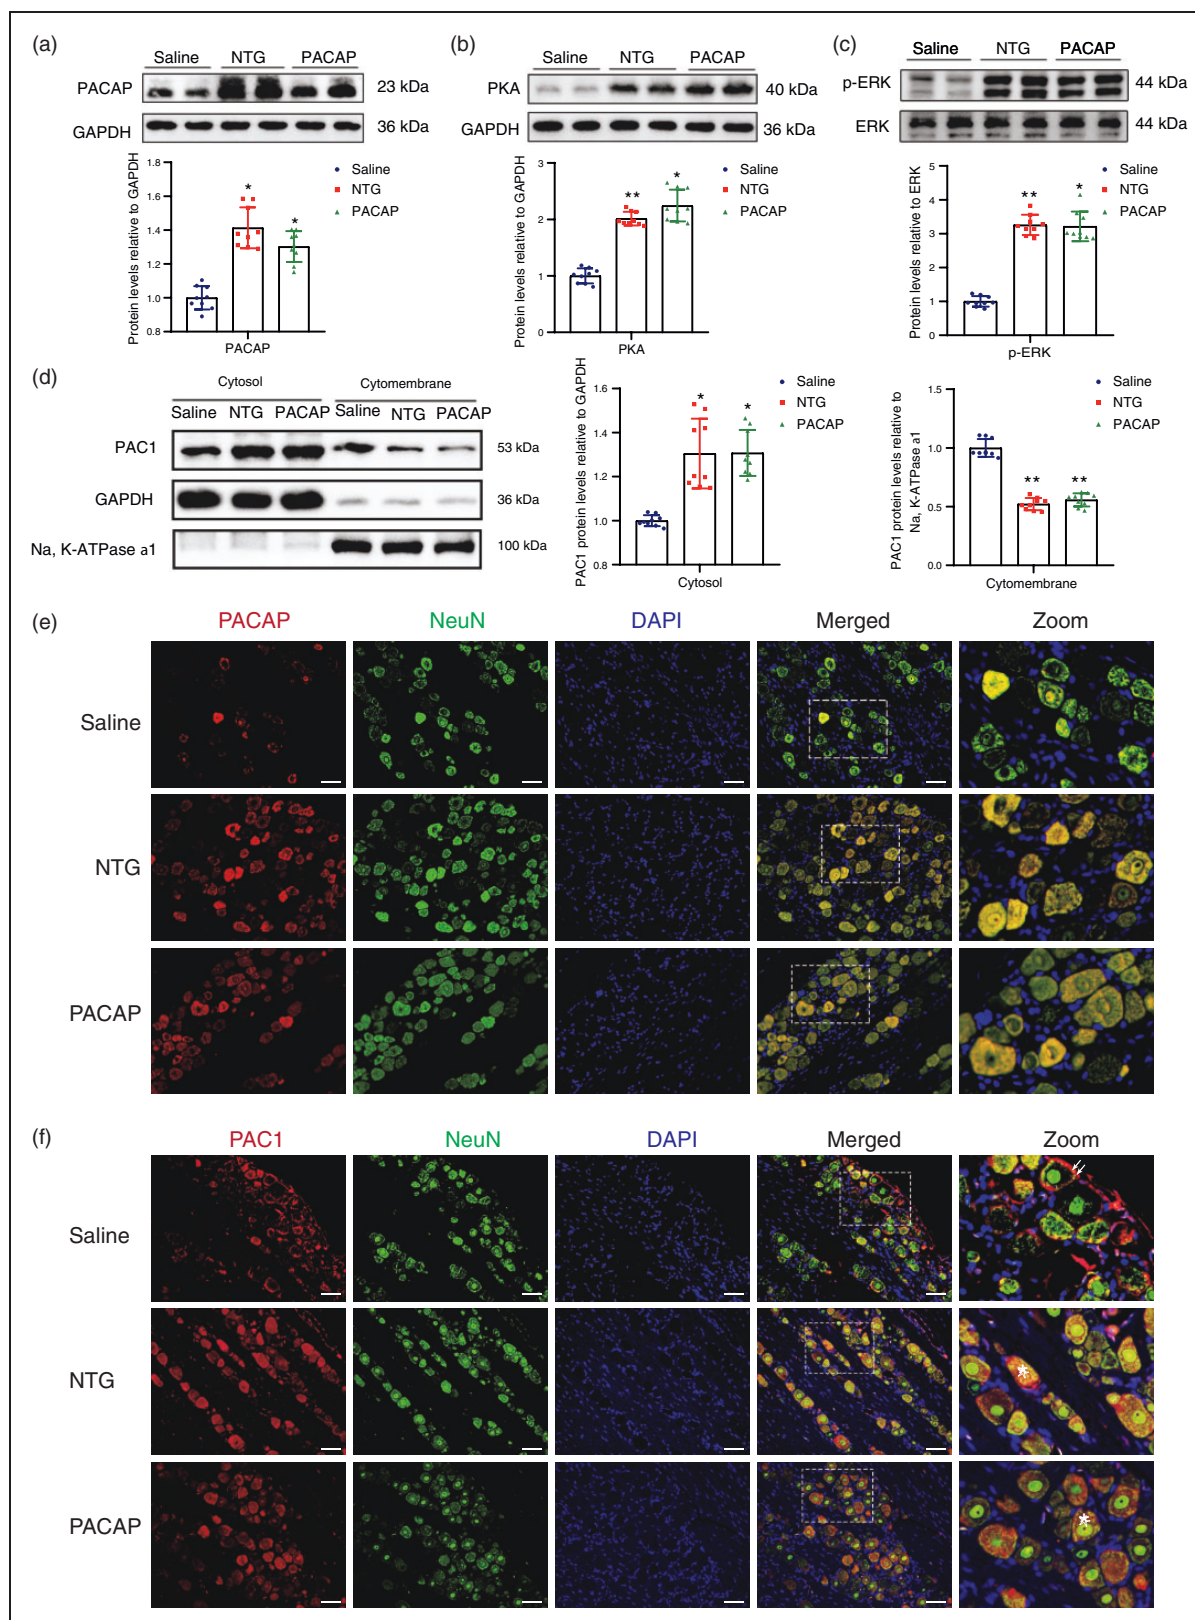 (a)
Saline NTG PACAP
PACAP 23 kDa
GAPDH 36 kDa
Protein levels relative to GAPDH
1.8
1.6
1.4
1.2
1.0
0.8
* *
PACAP
Saline
NTG
PACAP
(b)
Saline NTG PACAP
PKA 40 kDa
GAPDH 36 kDa
Protein levels relative to GAPDH
3
2
1
0
** *
PKA
Saline
NTG
PACAP
(c)
Saline NTG PACAP
p-ERK 44 kDa
ERK 44 kDa
Protein levels relative to ERK
5
4
3
2
1
0
** *
p-ERK
Saline
NTG
PACAP
(d)
Cytosol Cytomembrane
Saline NTG PACAP Saline NTG PACAP
PAC1 53 kDa
GAPDH 36 kDa
Na, K-ATPase a1 100 kDa
PAC1 protein levels relative to GAPDH
1.6
1.4
1.2
1.0
0.8
* *
Cytosol
Saline
NTG
PACAP
PAC1 protein levels relative to
Na, K-ATPase a1
1.5
1.0
0.5
0.0
** **
Cytomembrane
Saline
NTG
PACAP
(e)
PACAP NeuN DAPI Merged Zoom
Saline
NTG
PACAP
(f)
PAC1 NeuN DAPI Merged Zoom
Saline
NTG
PACAP